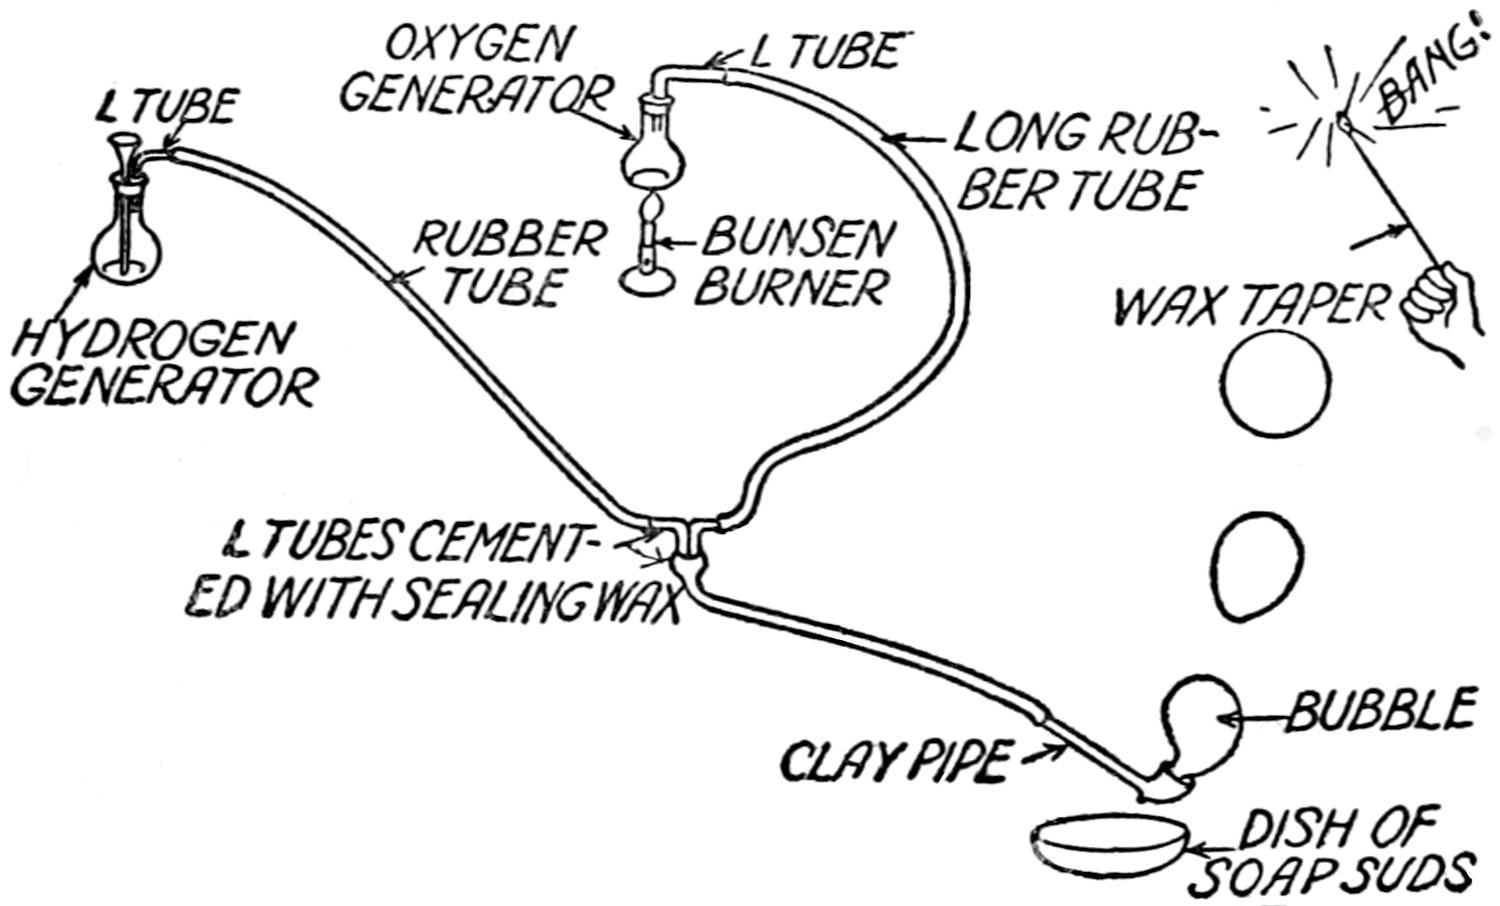 OXYGEN
GENERATOR
L TUBE
BANG!
L TUBE
LONG RUB-
BER TUBE
RUBBER
TUBE
BUNSEN
BURNER
WAX TAPER
HYDROGEN
GENERATOR
L TUBES CEMENT-
ED WITH SEALING WAX
BUBBLE
CLAY PIPE
DISH OF
SOAP SUDS